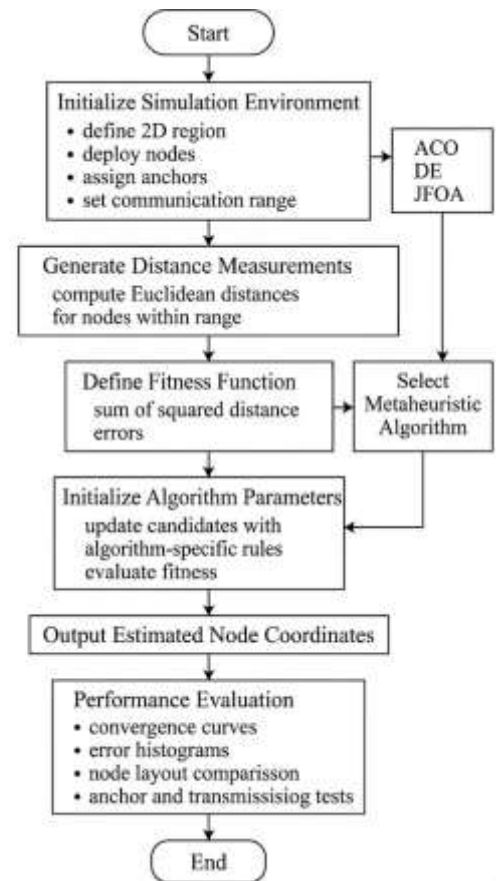 Start
Initialize Simulation Environment
• define 2D region
• deploy nodes
• assign anchors
• set communication range
ACO
DE
JFOA
Generate Distance Measurements
compute Euclidean distances
for nodes within range
Define Fitness Function
sum of squared distance
errors
Select
Metaheuristic
Algorithm
Initialize Algorithm Parameters
update candidates with
algorithm-specific rules
evaluate fitness
Output Estimated Node Coordinates
Performance Evaluation
• convergence curves
• error histograms
• node layout comparisson
• anchor and transmissisiog tests
End